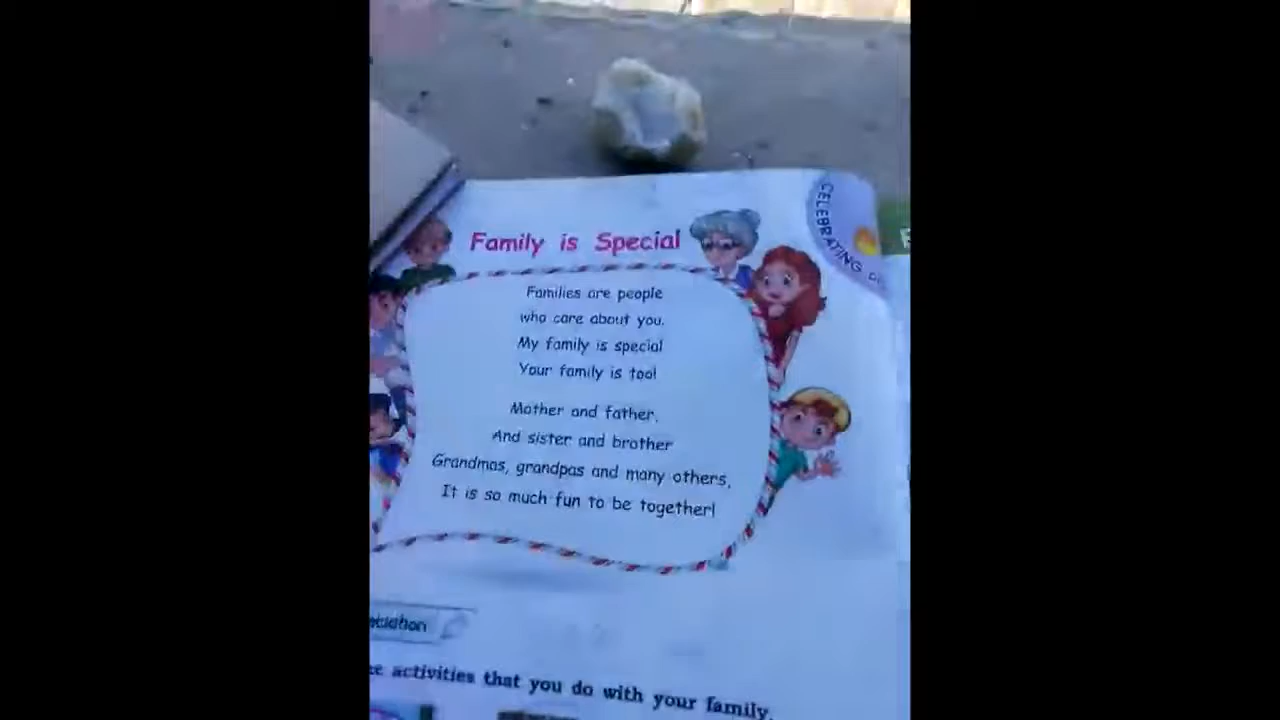 CELEBRATING
Family is Special
Families are people
who care about you.
My family is special
Your family is too!
Mother and father,
And sister and brother
Grandmas, grandpas and many others,
It is so much fun to be together!
activities that you do with your family.